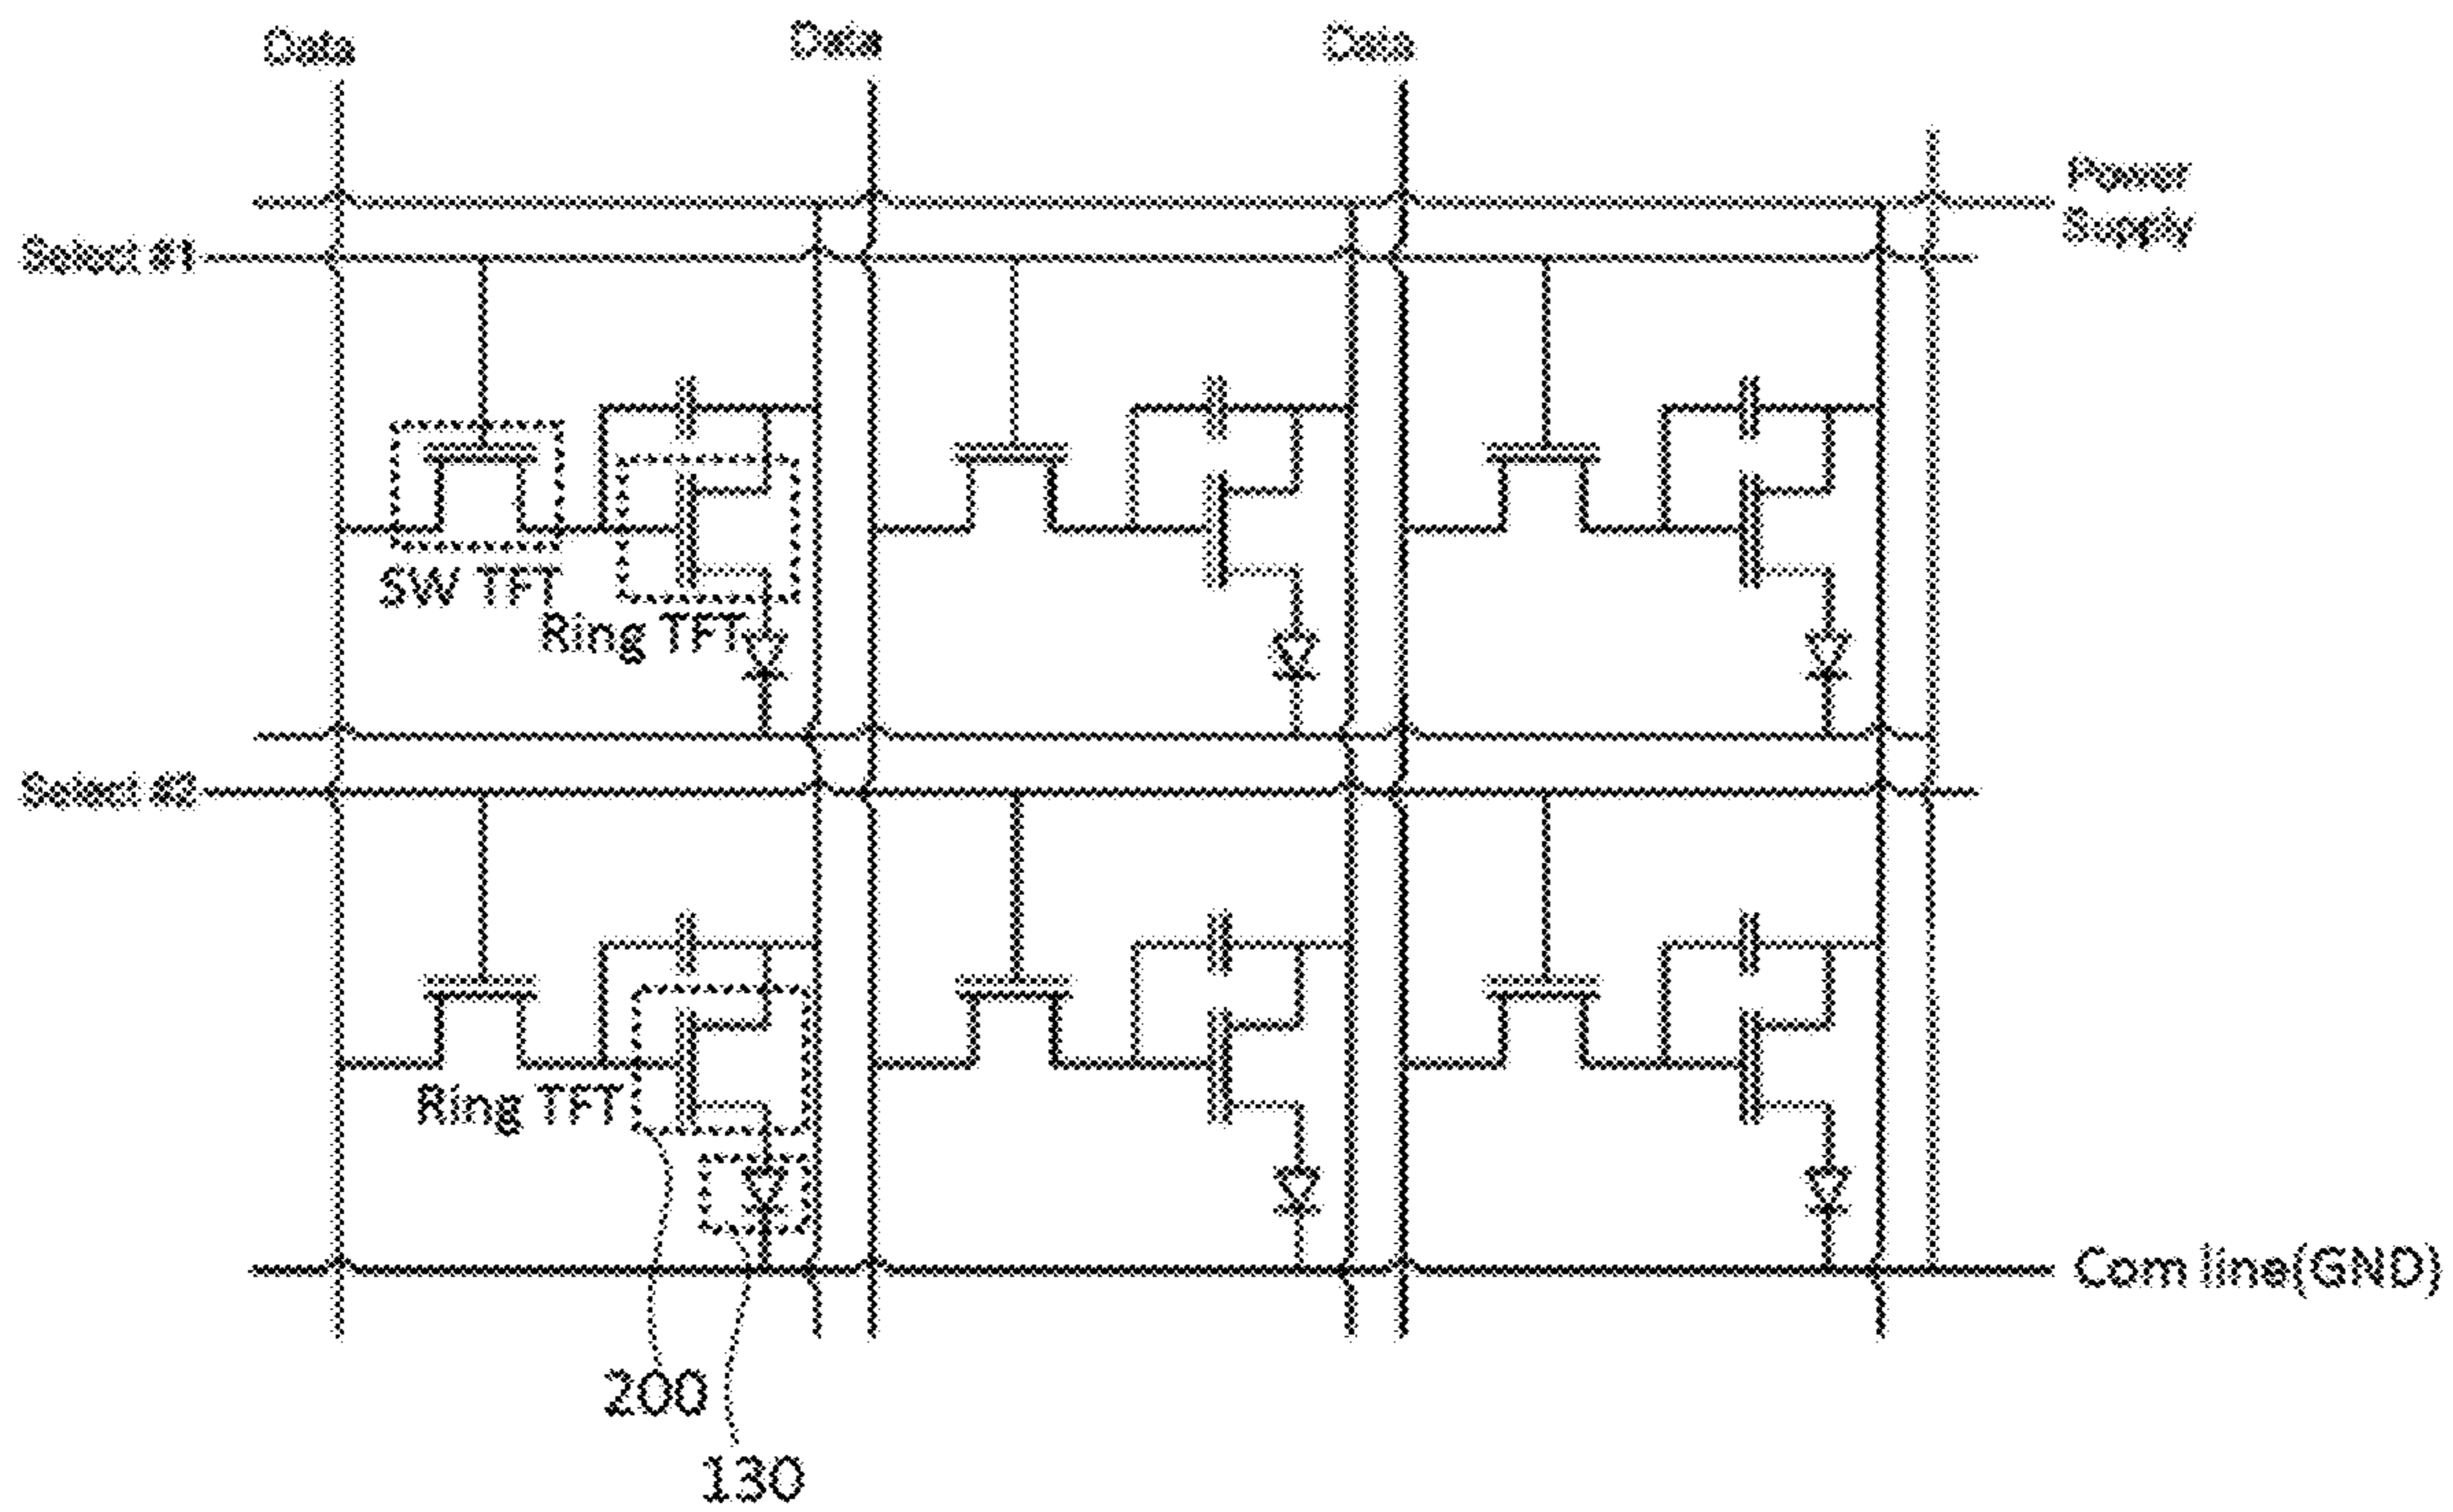 Data
Data
Data
Power
Supply
Select #1
SW TFT
Ring TFT
Select #2
Ring TFT
Com line(GND)
200
130